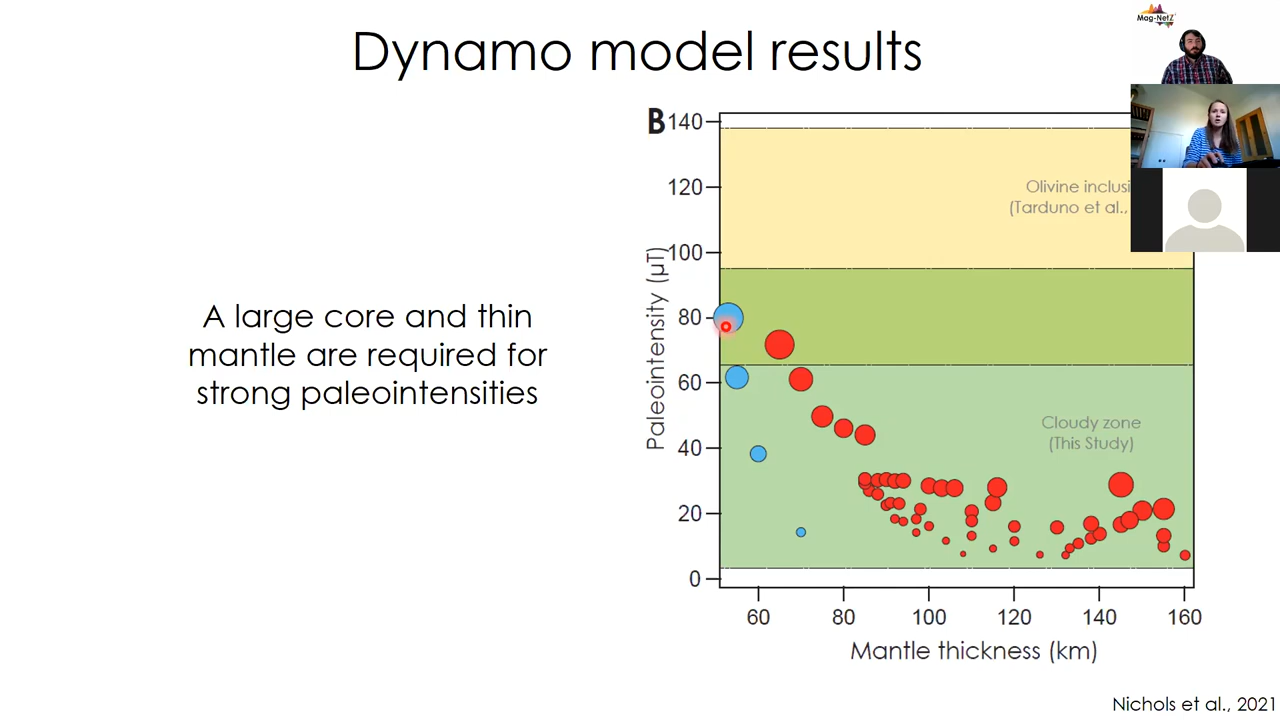 Mag-NetZ
Dynamo model results
B
140
120
100
80
60
40
20
0
Paleointensity (µT)
Olivine
(Tarduno et al.,
Cloudy zone
(This Study)
A large core and thin
mantle are required for
strong paleointensities
60 80 100 120 140 160
Mantle thickness (km)
Nichols et al., 2021